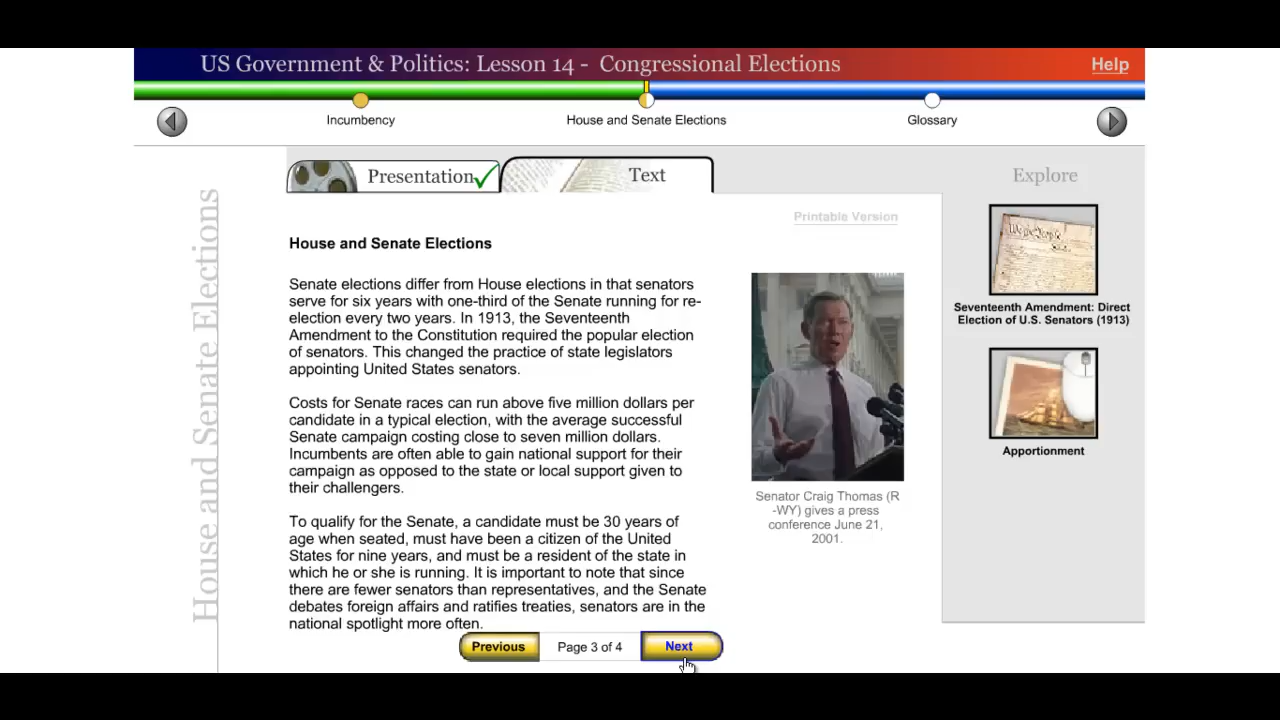 US Government & Politics: Lesson 14 - Congressional Elections
Help
Incumbency
House and Senate Elections
Glossary
Presentation
Text
Explore
Printable Version
House and Senate Elections
House and Senate Elections
Senate elections differ from House elections in that senators
serve for six years with one-third of the Senate running for re-
election every two years. In 1913, the Seventeenth
Amendment to the Constitution required the popular election
of senators. This changed the practice of state legislators
appointing United States senators.
Costs for Senate races can run above five million dollars per
candidate in a typical election, with the average successful
Senate campaign costing close to seven million dollars.
Incumbents are often able to gain national support for their
campaign as opposed to the state or local support given to
their challengers.
To qualify for the Senate, a candidate must be 30 years of
age when seated, must have been a citizen of the United
States for nine years, and must be a resident of the state in
which he or she is running. It is important to note that since
there are fewer senators than representatives, and the Senate
debates foreign affairs and ratifies treaties, senators are in the
national spotlight more often.
Senator Craig Thomas (R
-WY) gives a press
conference June 21,
2001.
We the People
Seventeenth Amendment: Direct
Election of U.S. Senators (1913)
Apportionment
Previous
Page 3 of 4
Next